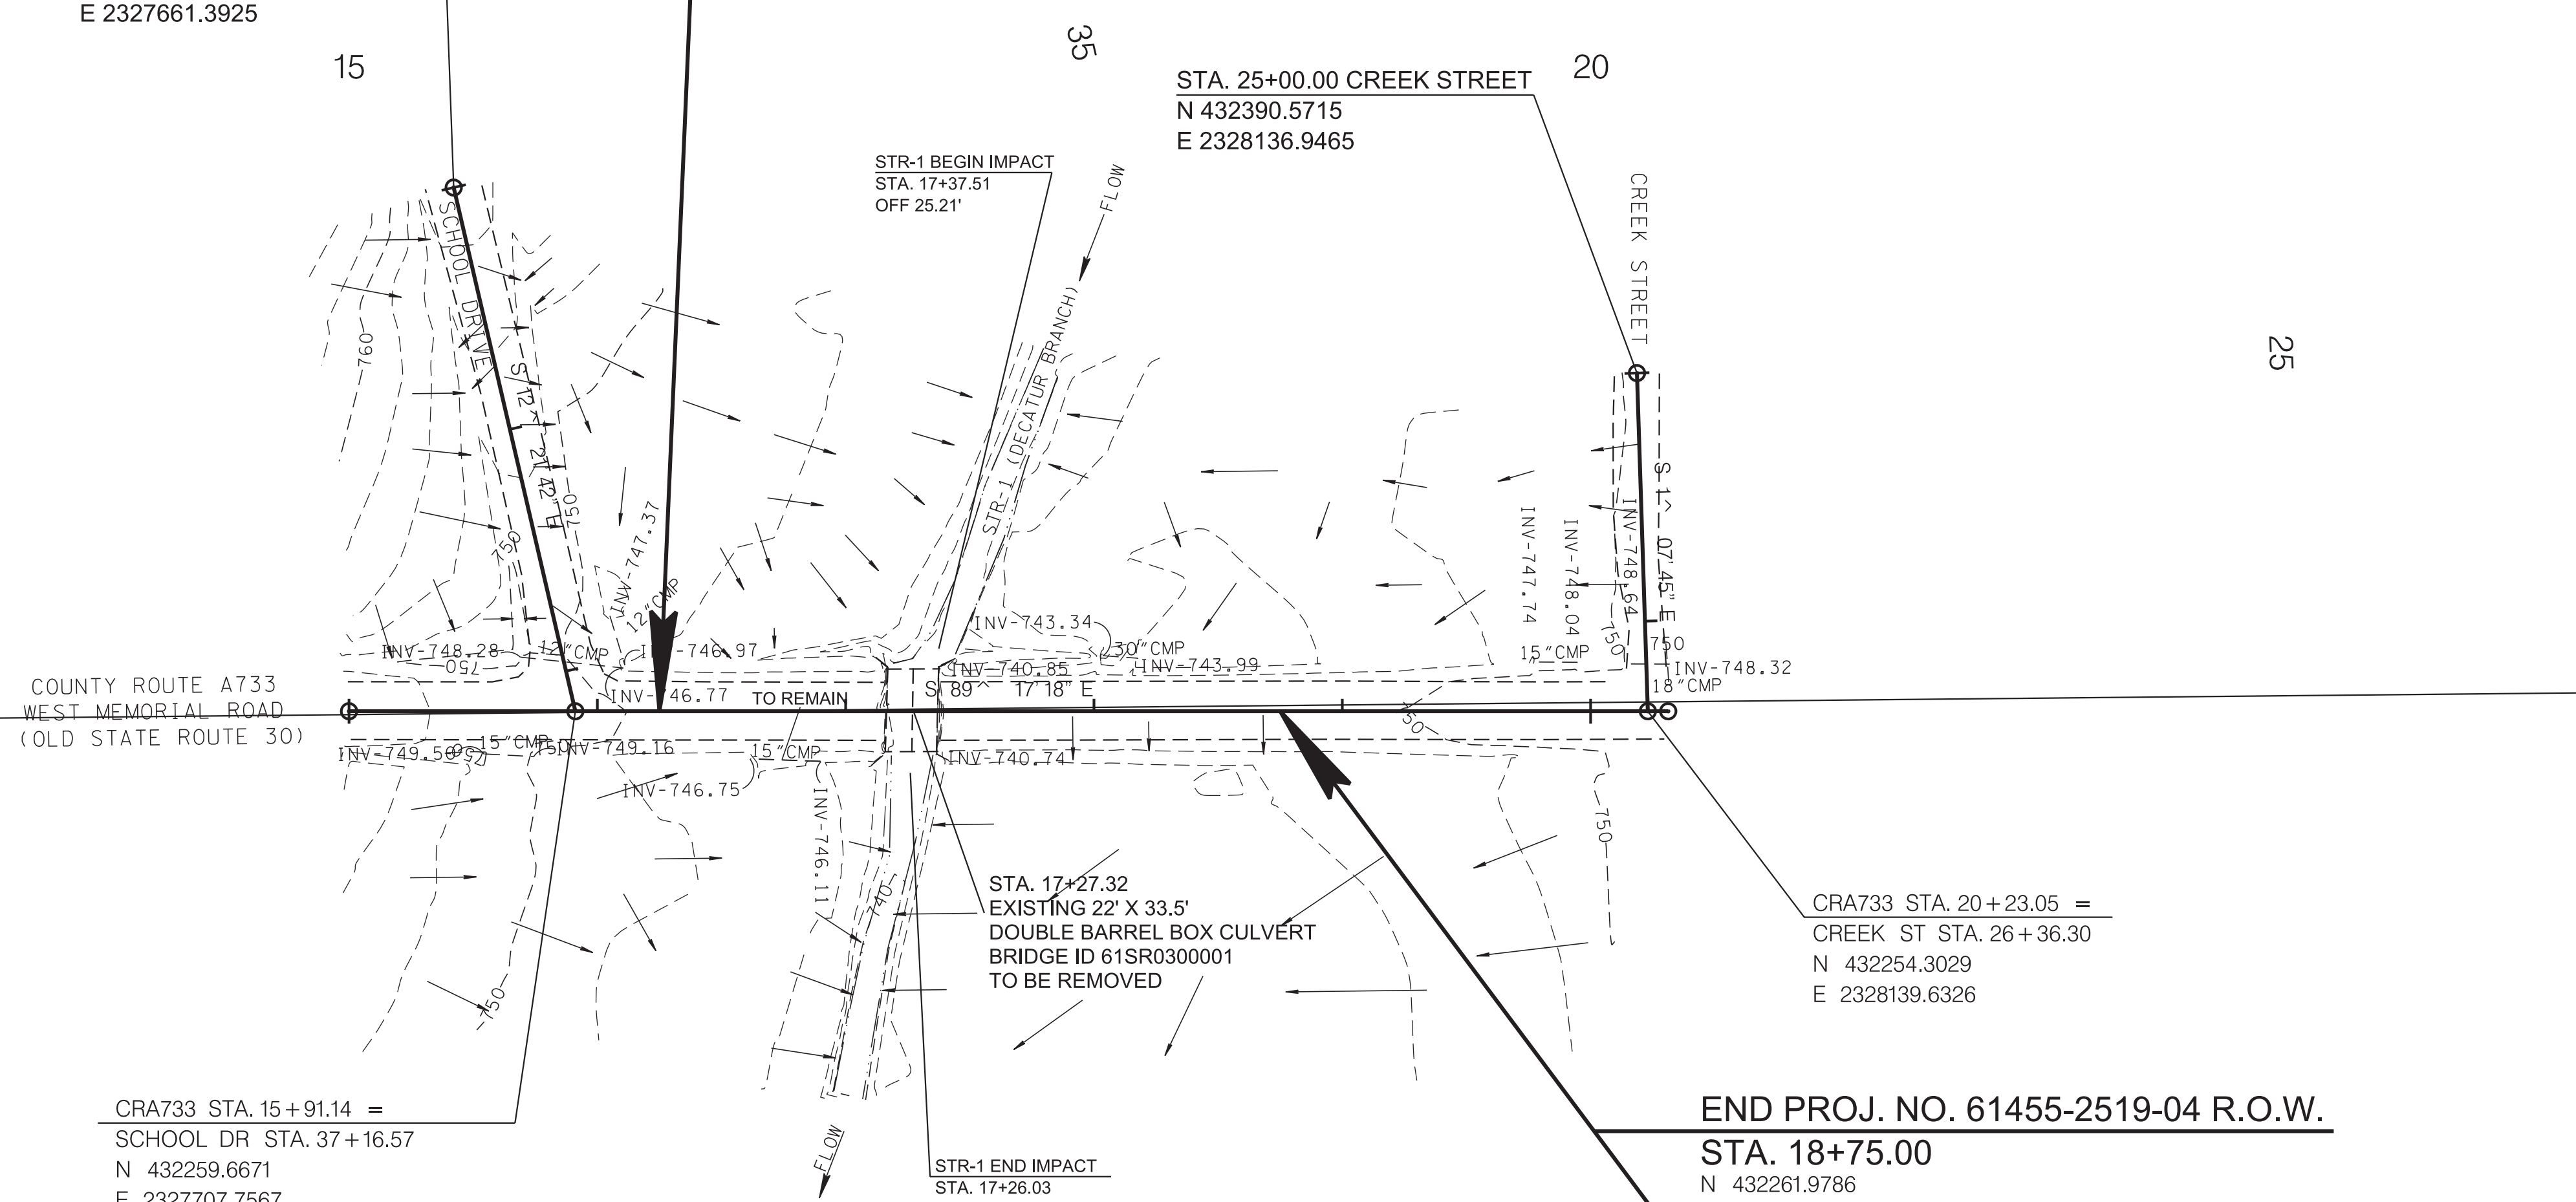 E 2327661.3925
15
35
20
STA. 25+00.00 CREEK STREET
N 432390.5715
E 2328136.9465
STR-1 BEGIN IMPACT
STA. 17+37.51
OFF 25.21'
FLOW
CREEK STREET
SCHOOL DRIVE
25
760
S 12^ 21'42" E
STR-1 (DECATUR BRANCH)
750
750
INV-747.37
12"CMP
INV-747.74
INV-748.04
INV-748.64
S 1^ 07'45" E
INV-748.28
12"CMP
INV-746.97
INV-743.34
30"CMP
INV-740.85
INV-743.99
15"CMP
750
750
INV-748.32
18"CMP
750
COUNTY ROUTE A733
WEST MEMORIAL ROAD
(OLD STATE ROUTE 30)
INV-746.77
TO REMAIN
S 89^ 17'18" E
750
INV-749.50
750
15"CMP
750
INV-749.16
15"CMP
INV-740.74
INV-746.75
INV-746.11
740
750
STA. 17+27.32
EXISTING 22' X 33.5'
DOUBLE BARREL BOX CULVERT
BRIDGE ID 61SR0300001
TO BE REMOVED
CRA733 STA. 20+23.05 =
CREEK ST STA. 26+36.30
N 432254.3029
E 2328139.6326
750
CRA733 STA. 15+91.14 =
SCHOOL DR STA. 37+16.57
N 432259.6671
E 2327707.7567
FLOW
STR-1 END IMPACT
STA. 17+26.03
END PROJ. NO. 61455-2519-04 R.O.W.
STA. 18+75.00
N 432261.9786